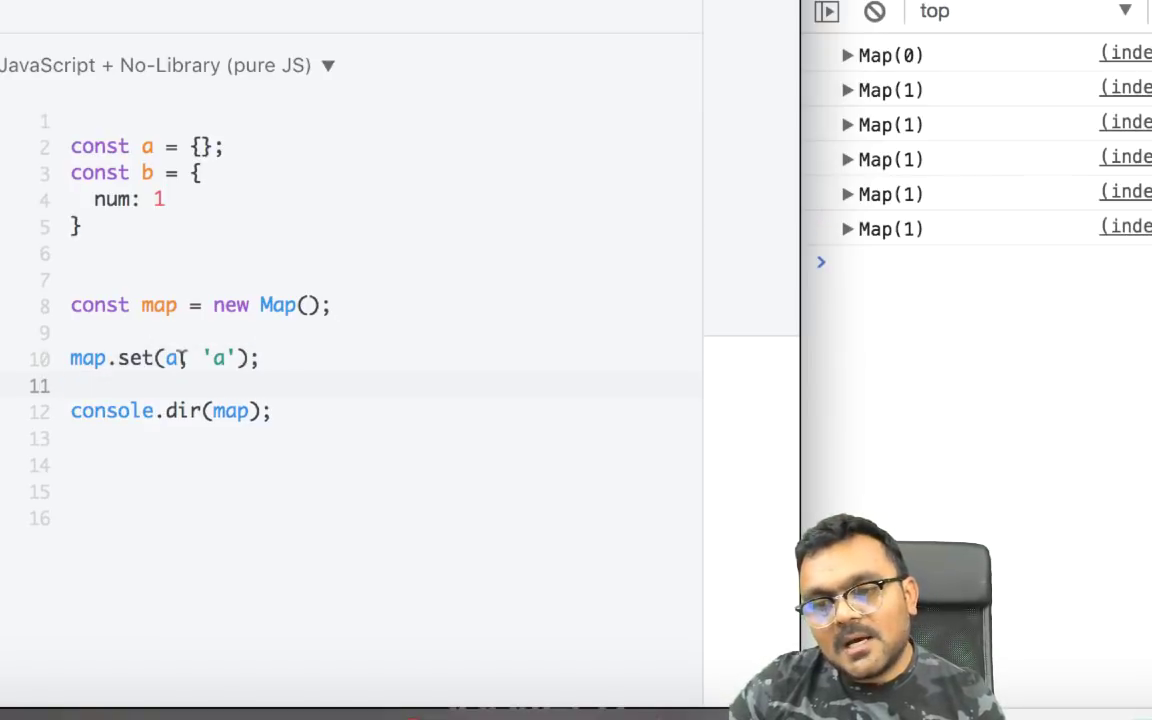 JavaScript + No-Library (pure JS) ▼
1
2 const a = {};
3 const b = {
4 num: 1
5 }
6
7
8 const map = new Map();
9
10 map.set(a, 'a');
11
12 console.dir(map);
13
14
15
16
top ▼
▶Map(0) (inde
▶Map(1) (inde
▶Map(1) (inde
▶Map(1) (inde
▶Map(1) (inde
▶Map(1) (inde
>